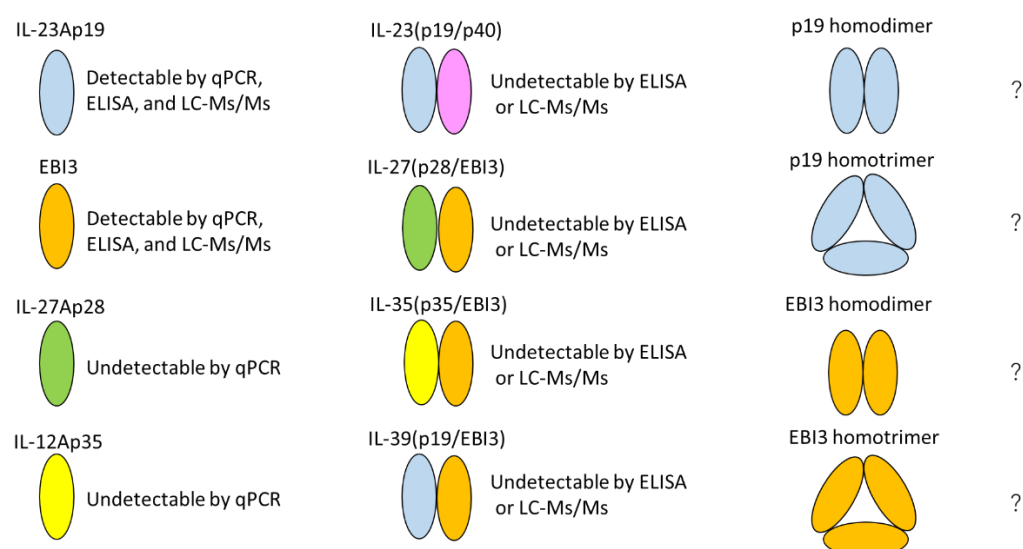 IL-23Ap19
Detectable by qPCR,
ELISA, and LC-Ms/Ms
IL-23(p19/p40)
Undetectable by ELISA
or LC-Ms/Ms
p19 homodimer
?
EBI3
Detectable by qPCR,
ELISA, and LC-Ms/Ms
IL-27(p28/EBI3)
Undetectable by ELISA
or LC-Ms/Ms
p19 homotrimer
?
IL-27Ap28
Undetectable by qPCR
IL-35(p35/EBI3)
Undetectable by ELISA
or LC-Ms/Ms
EBI3 homodimer
?
IL-12Ap35
Undetectable by qPCR
IL-39(p19/EBI3)
Undetectable by ELISA
or LC-Ms/Ms
EBI3 homotrimer
?